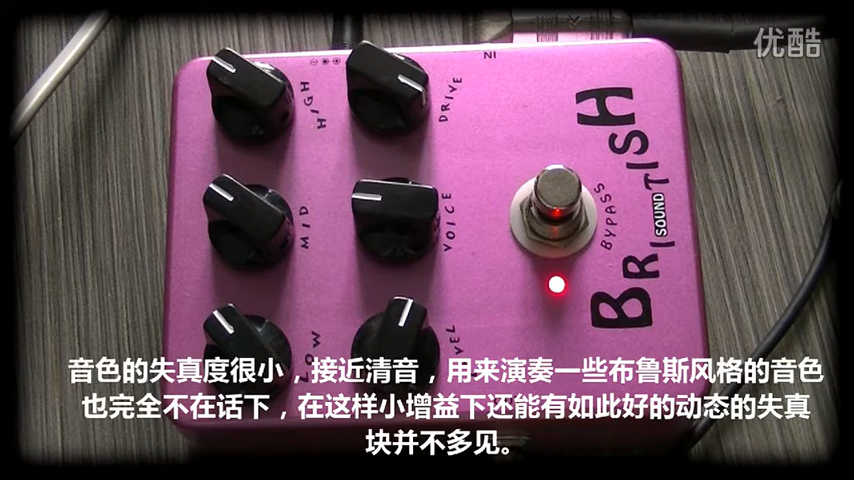 优酷
IN
HIGH
DRIVE
MID
VOICE
LOW
BYPASS
BRITISH
SOUND
音色的失真度很小，接近清音，用来演奏一些布鲁斯风格的音色
也完全不在话下，在这样小增益下还能有如此好的动态的失真
块并不多见。